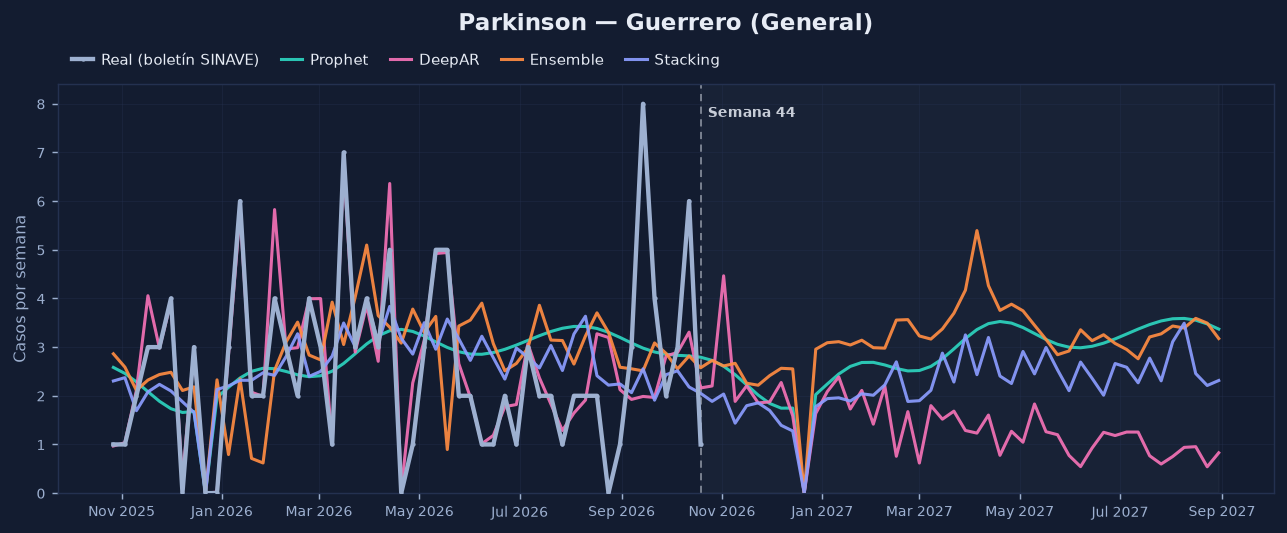 Parkinson — Guerrero (General)
Real (boletín SINAVE) Prophet DeepAR Ensemble Stacking
Casos por semana
8
7
6
5
4
3
2
1
0
Semana 44
Nov 2025 Jan 2026 Mar 2026 May 2026 Jul 2026 Sep 2026 Nov 2026 Jan 2027 Mar 2027 May 2027 Jul 2027 Sep 2027